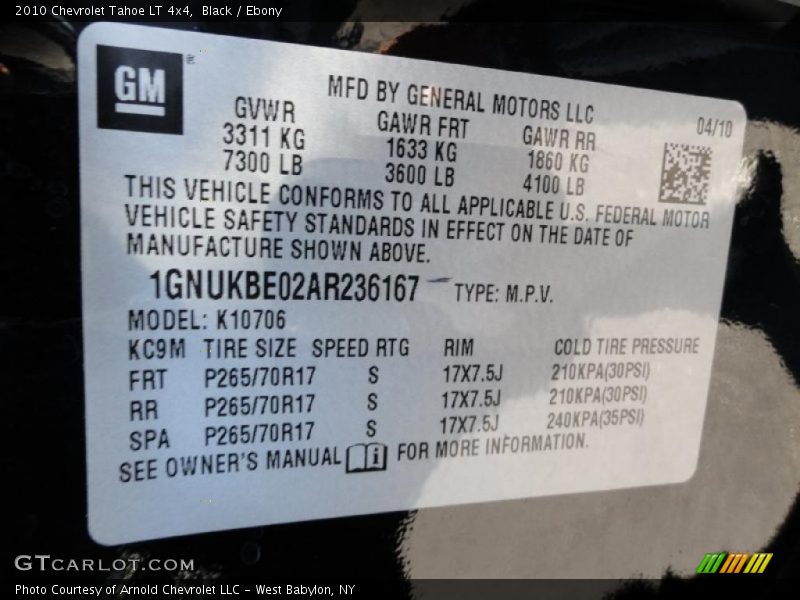 2010 Chevrolet Tahoe LT 4x4, Black / Ebony
GM ®
MFD BY GENERAL MOTORS LLC
04/10
GVWR GAWR FRT GAWR RR
3311 KG 1633 KG 1860 KG
7300 LB 3600 LB 4100 LB
THIS VEHICLE CONFORMS TO ALL APPLICABLE U.S. FEDERAL MOTOR
VEHICLE SAFETY STANDARDS IN EFFECT ON THE DATE OF
MANUFACTURE SHOWN ABOVE.
1GNUKBE02AR236167 TYPE: M.P.V.
MODEL: K10706
KC9M TIRE SIZE SPEED RTG RIM COLD TIRE PRESSURE
FRT P265/70R17 S 17X7.5J 210KPA(30PSI)
RR P265/70R17 S 17X7.5J 210KPA(30PSI)
SPA P265/70R17 S 17X7.5J 240KPA(35PSI)
SEE OWNER'S MANUAL i FOR MORE INFORMATION.
GTCARLOT.COM
Photo Courtesy of Arnold Chevrolet LLC - West Babylon, NY